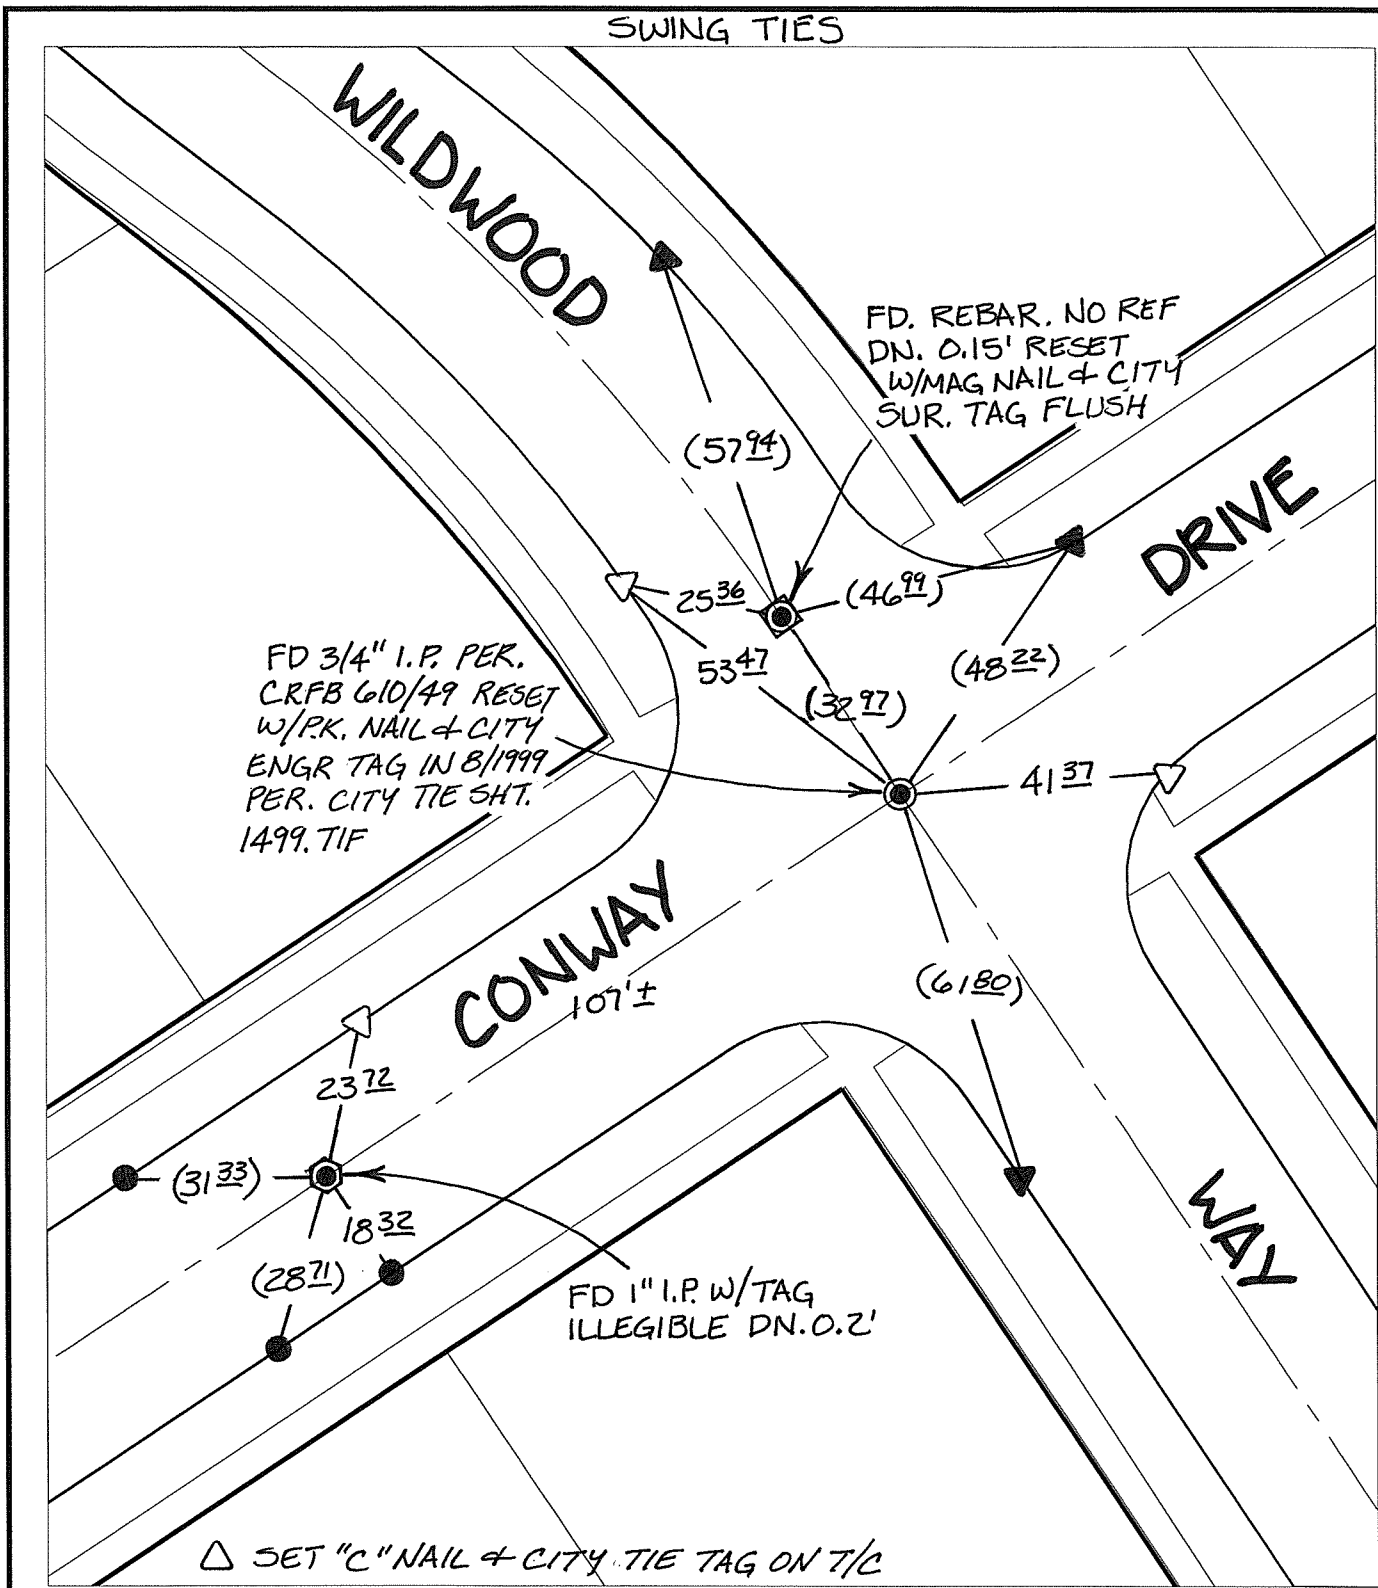 SWING TIES
WILDWOOD
FD. REBAR. NO REF
DN. 0.15' RESET
W/MAG NAIL & CITY
SUR. TAG FLUSH
(57 94)
DRIVE
25 36
(46 99)
53 47
(48 22)
(32 97)
FD 3/4" I.P. PER.
CRFB 610/49 RESET
W/P.K. NAIL & CITY
ENGR TAG IN 8/1999
PER. CITY TIE SHT.
1499.TIF
41 37
CONWAY
107'±
(61 80)
23 72
(31 33)
18 32
(28 71)
WAY
FD 1" I.P. W/TAG
ILLEGIBLE DN. 0.2'
△ SET "C" NAIL & CITY TIE TAG ON T/C